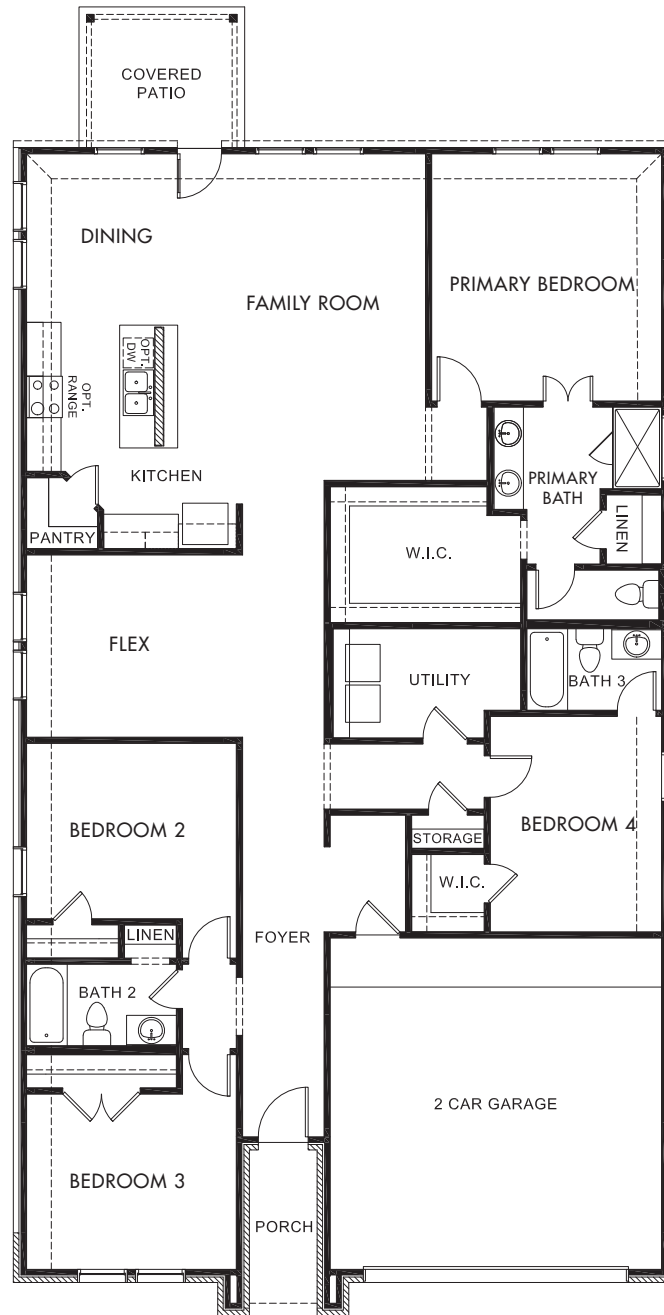 COVERED
PATIO
DINING
FAMILY ROOM
PRIMARY BEDROOM
OPT.
DW
OPT.
RANGE
KITCHEN
PRIMARY
BATH
PANTRY
W.I.C.
LINEN
FLEX
UTILITY
BATH 3
BEDROOM 2
STORAGE
BEDROOM 4
W.I.C.
LINEN
FOYER
BATH 2
2 CAR GARAGE
BEDROOM 3
PORCH